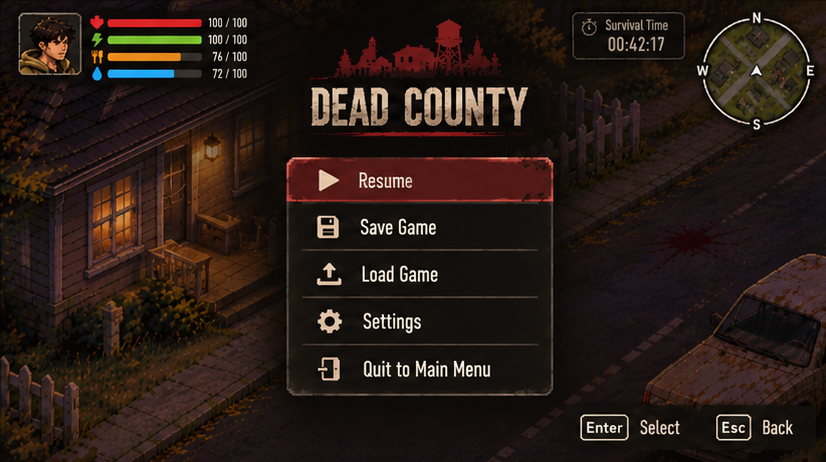 100 / 100
100 / 100
76 / 100
72 / 100
DEAD COUNTY
Survival Time
00:42:17
N
W
E
S
Resume
Save Game
Load Game
Settings
Quit to Main Menu
Enter Select
Esc Back